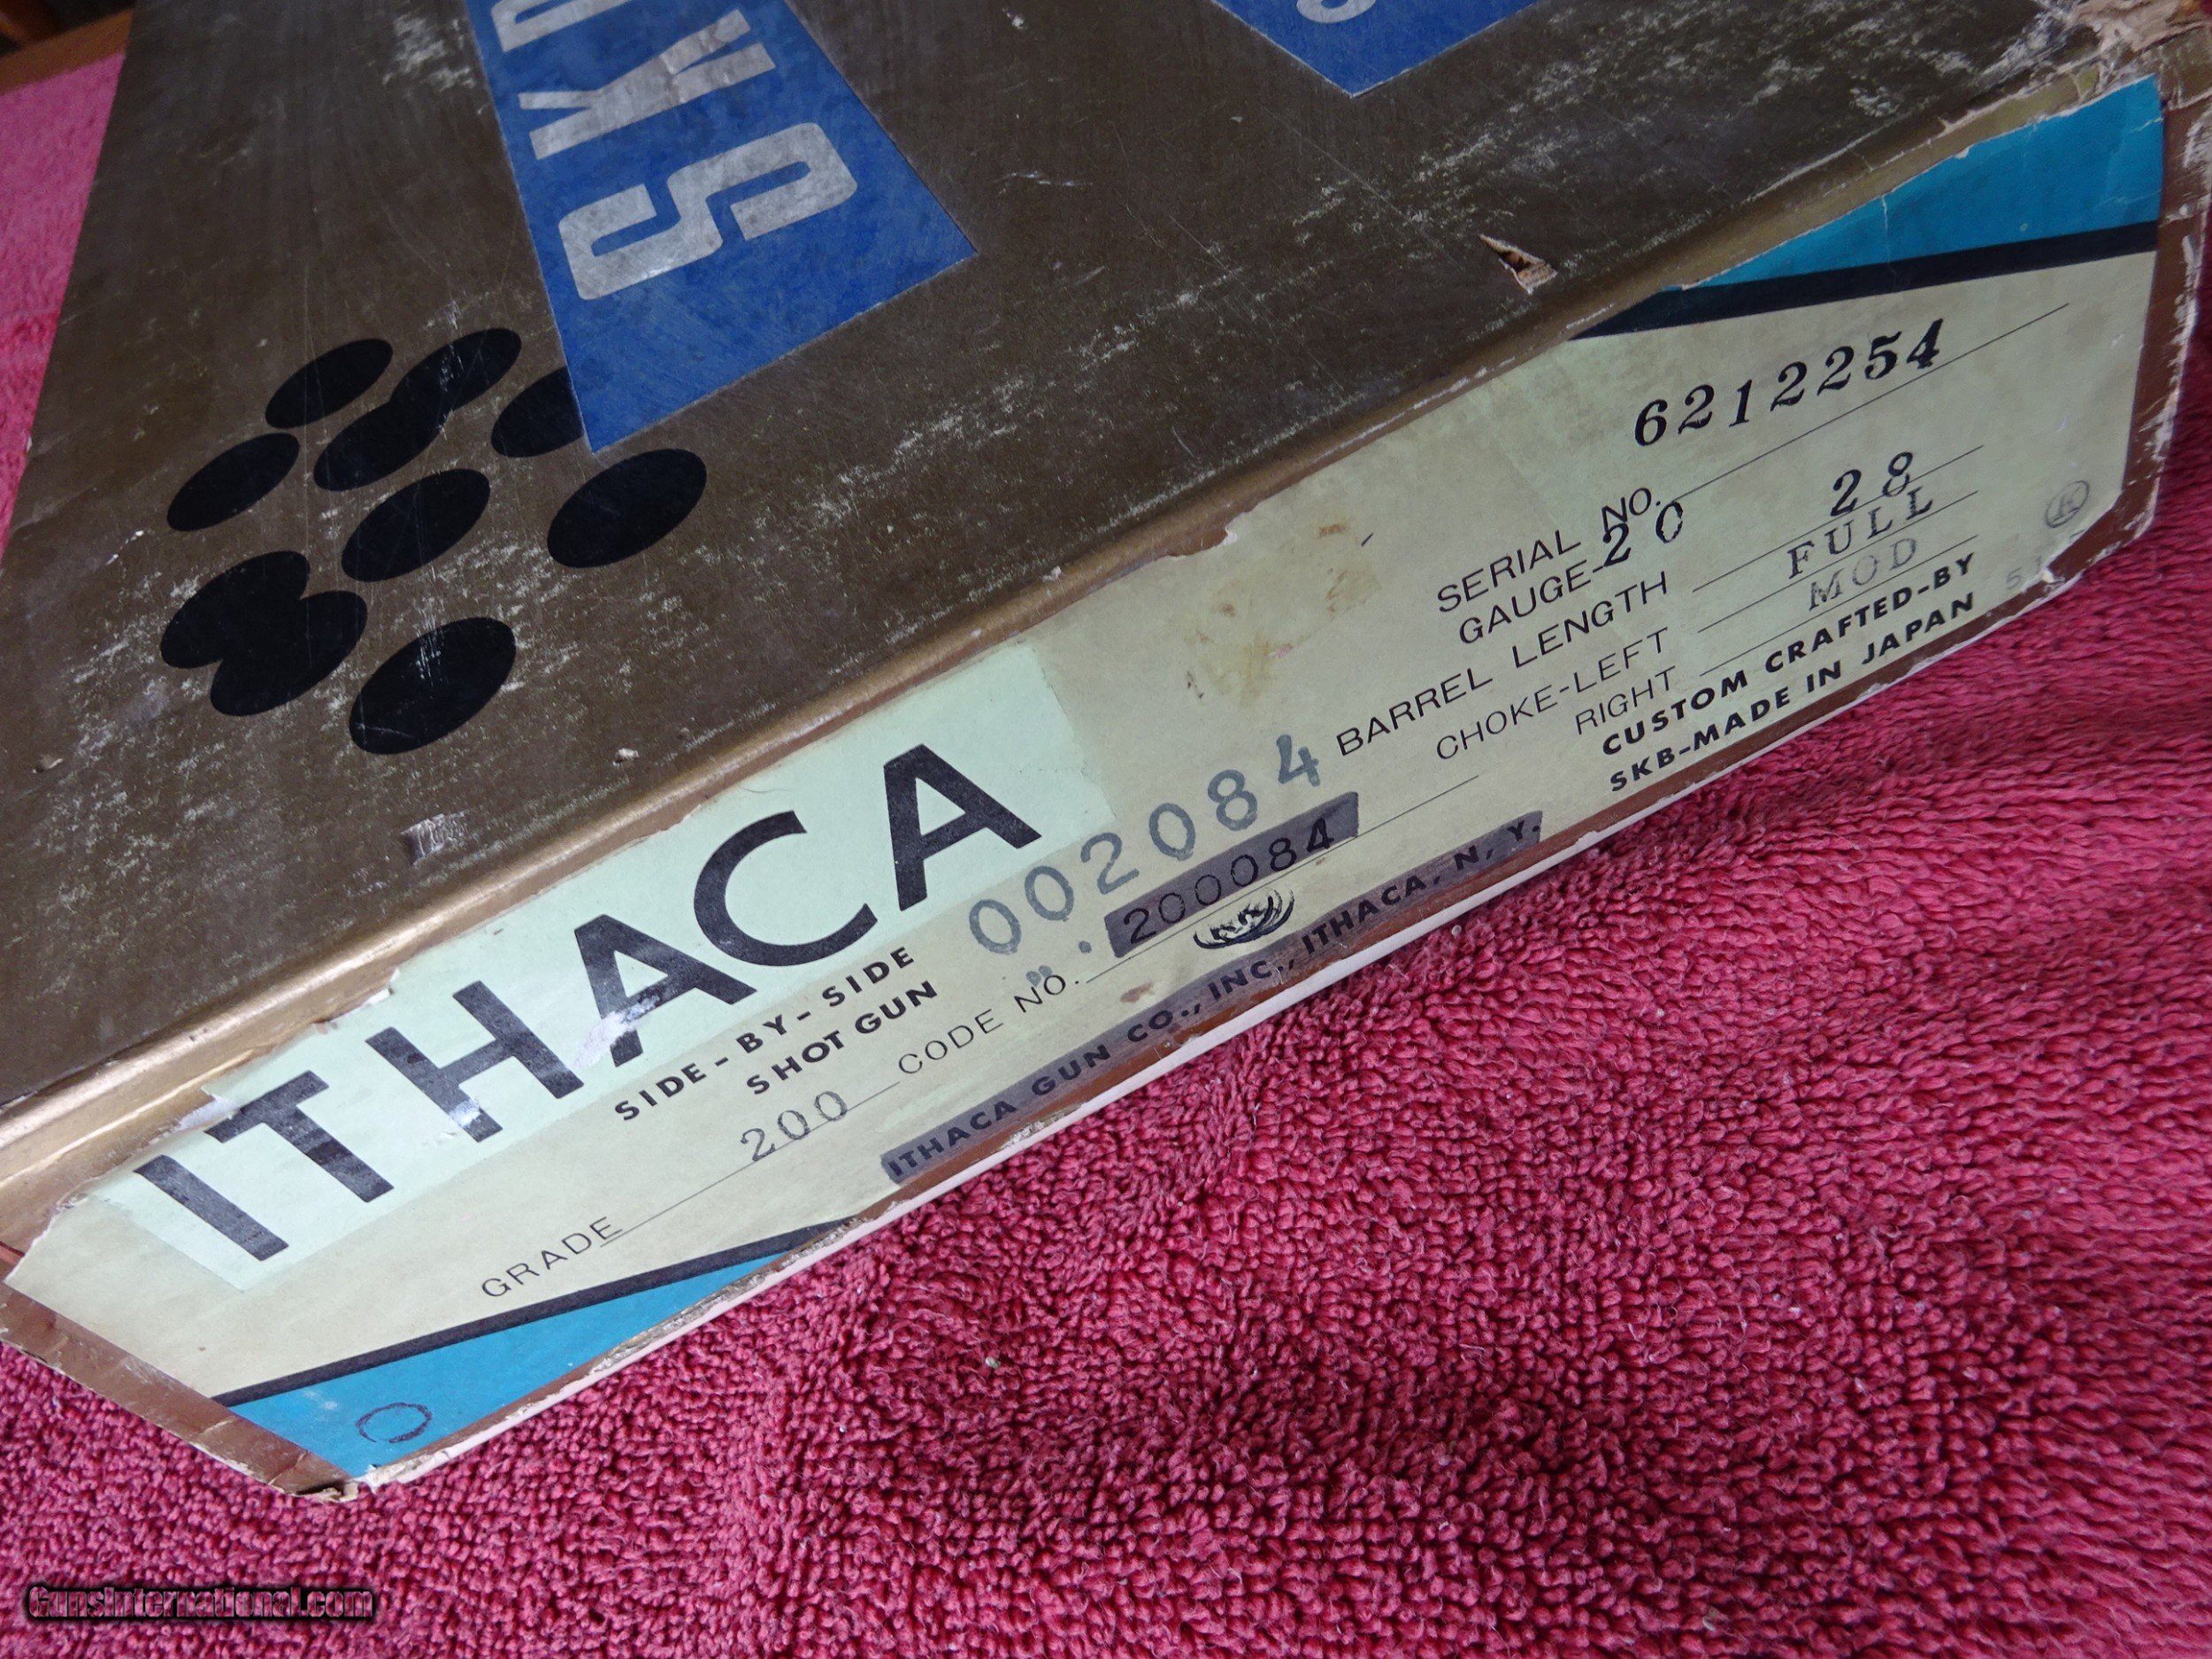 SKB
ITHACA
SIDE-BY-SIDE
SHOT GUN
002084
GRADE 200 CODE NO. 200084
ITHACA GUN CO., INC., ITHACA, N. Y.
SERIAL NO. 6212254
GAUGE-20
BARREL LENGTH 28
CHOKE-LEFT FULL
RIGHT MOD
CUSTOM CRAFTED-BY
SKB-MADE IN JAPAN
GunsInternational.com